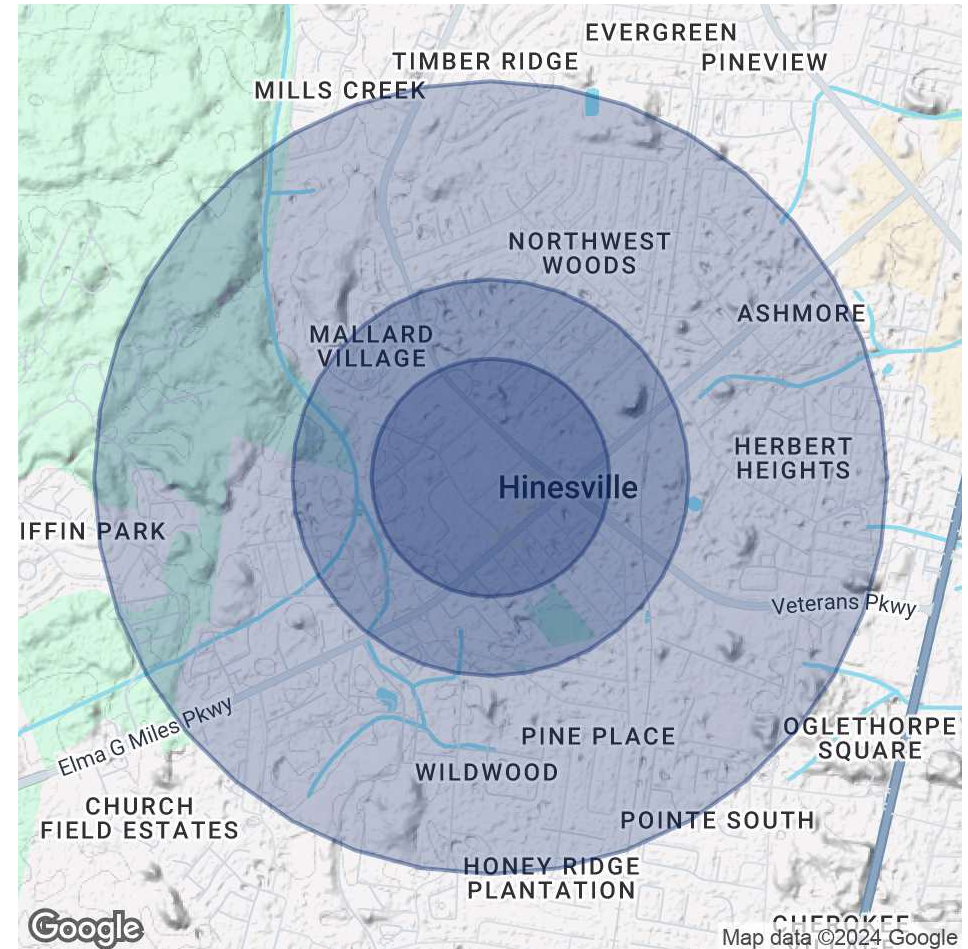 EVERGREEN
TIMBER RIDGE
PINEVIEW
MILLS CREEK
NORTHWEST
WOODS
ASHMORE
MALLARD
VILLAGE
HERBERT
HEIGHTS
Hinesville
IFFIN PARK
Veterans Pkwy
Elma G Miles Pkwy
PINE PLACE
OGLETHORPE
SQUARE
WILDWOOD
CHURCH
FIELD ESTATES
POINTE SOUTH
HONEY RIDGE
PLANTATION
CHEROKEE
Google
Map data ©2024 Google